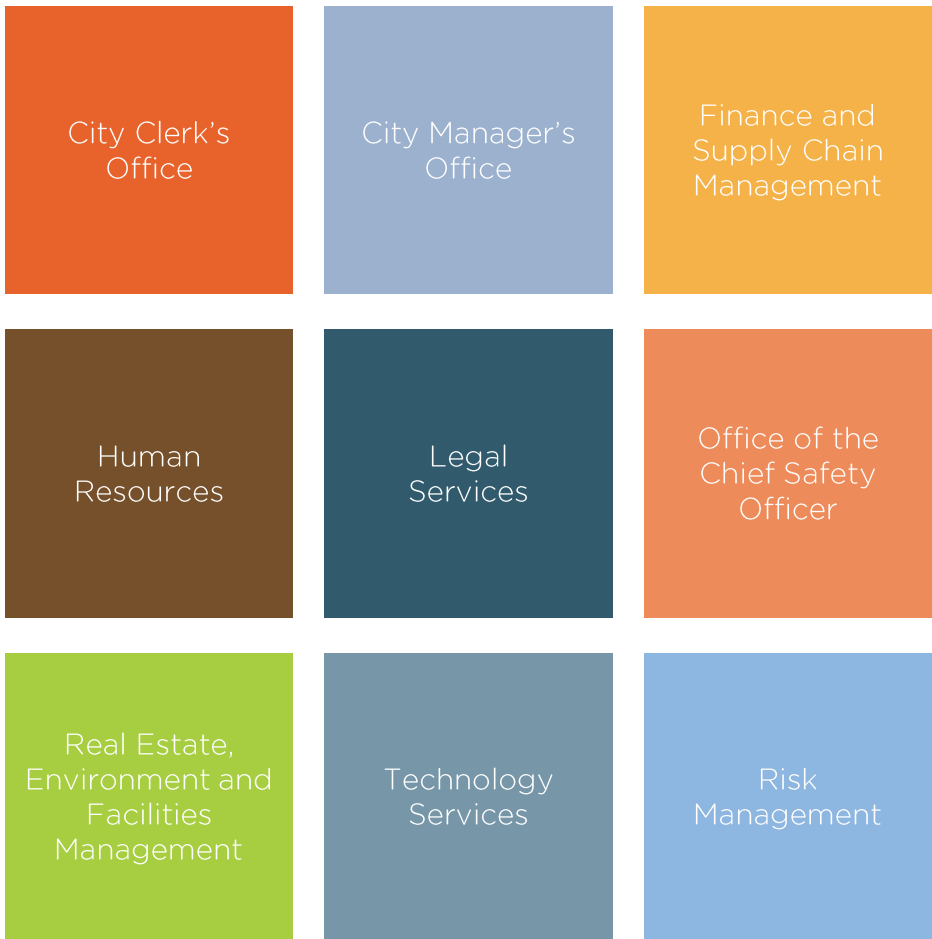 City Clerk’s
Office
City Manager’s
Office
Finance and
Supply Chain
Management
Human
Resources
Legal
Services
Office of the
Chief Safety
Officer
Real Estate,
Environment and
Facilities
Management
Technology
Services
Risk
Management